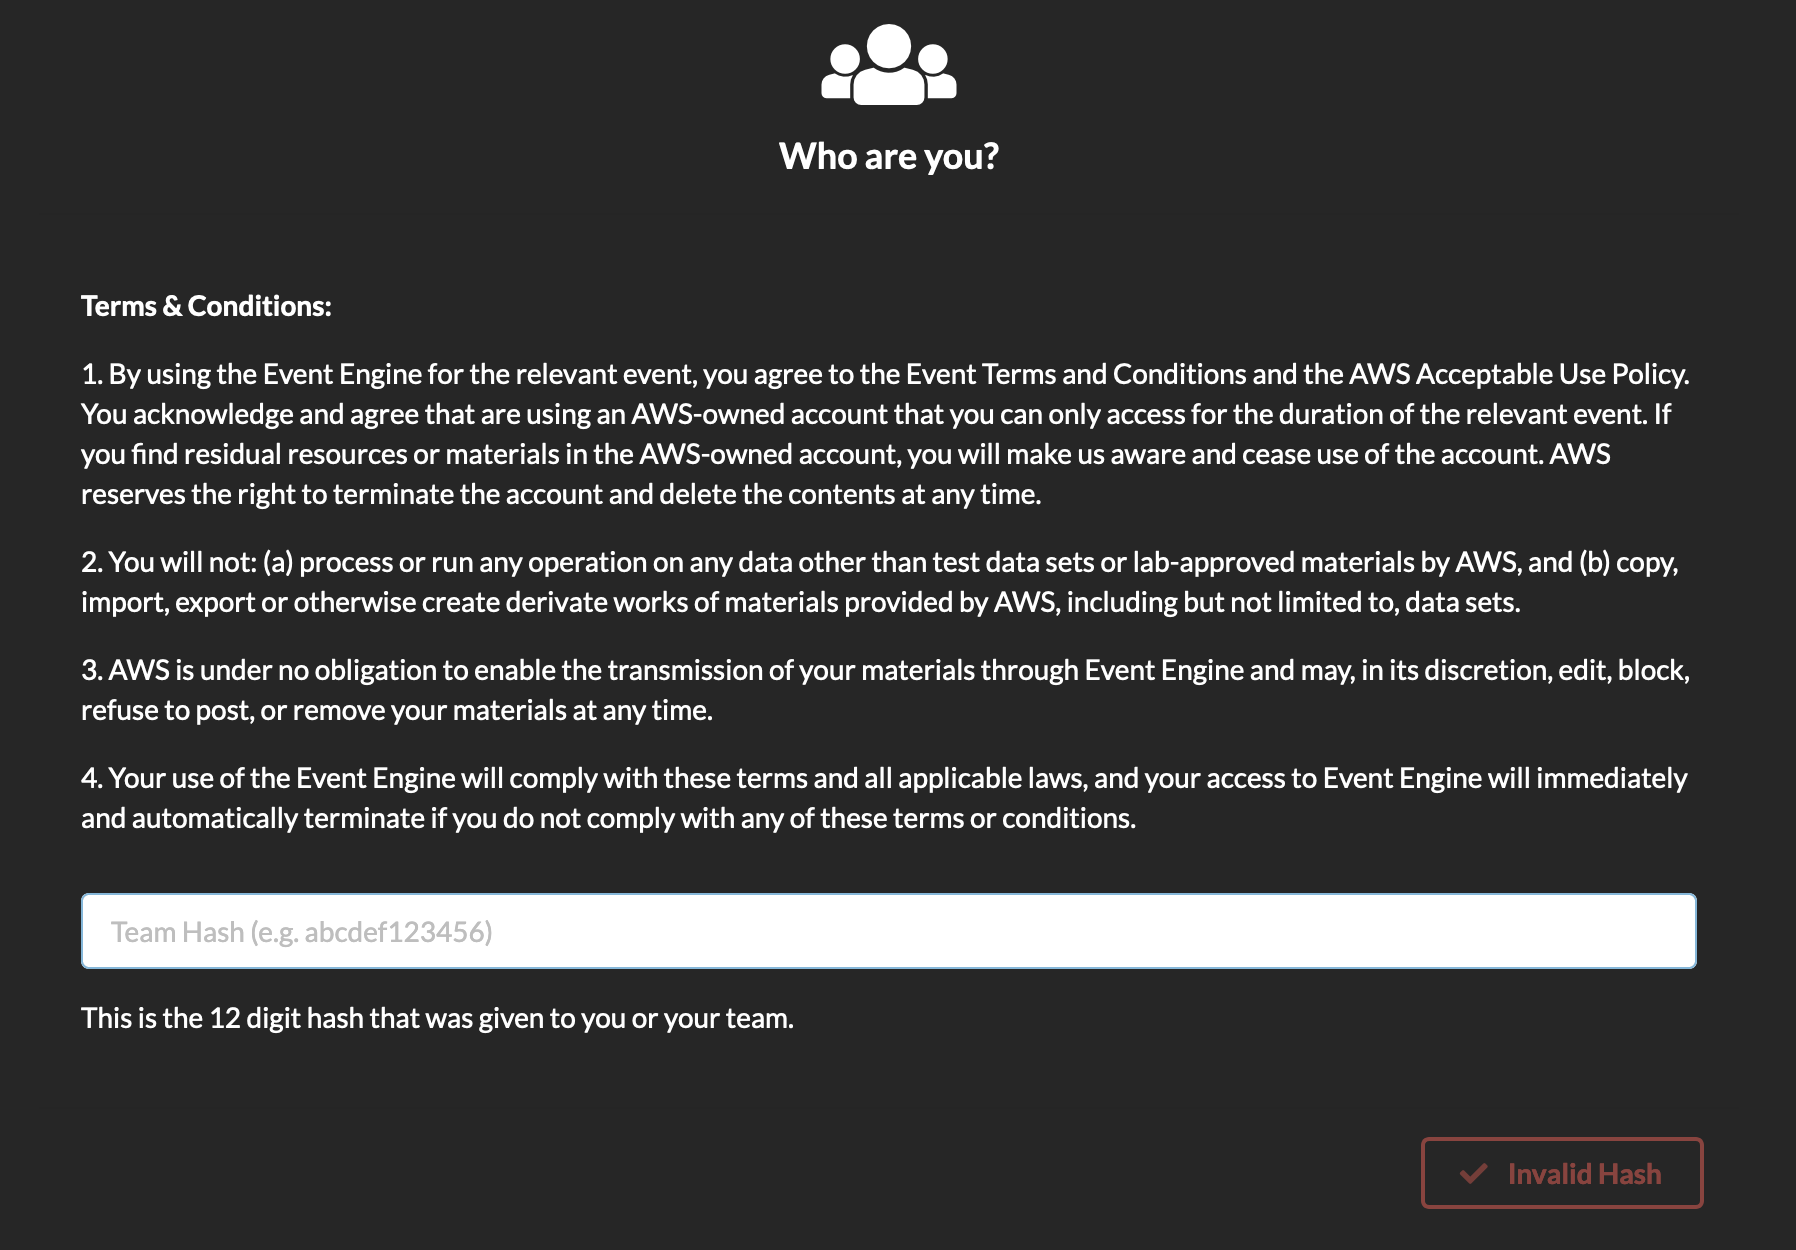 Who are you?
Terms & Conditions:
1. By using the Event Engine for the relevant event, you agree to the Event Terms and Conditions and the AWS Acceptable Use Policy.
You acknowledge and agree that are using an AWS-owned account that you can only access for the duration of the relevant event. If
you find residual resources or materials in the AWS-owned account, you will make us aware and cease use of the account. AWS
reserves the right to terminate the account and delete the contents at any time.
2. You will not: (a) process or run any operation on any data other than test data sets or lab-approved materials by AWS, and (b) copy,
import, export or otherwise create derivate works of materials provided by AWS, including but not limited to, data sets.
3. AWS is under no obligation to enable the transmission of your materials through Event Engine and may, in its discretion, edit, block,
refuse to post, or remove your materials at any time.
4. Your use of the Event Engine will comply with these terms and all applicable laws, and your access to Event Engine will immediately
and automatically terminate if you do not comply with any of these terms or conditions.
Team Hash (e.g. abcdef123456)
This is the 12 digit hash that was given to you or your team.
Invalid Hash